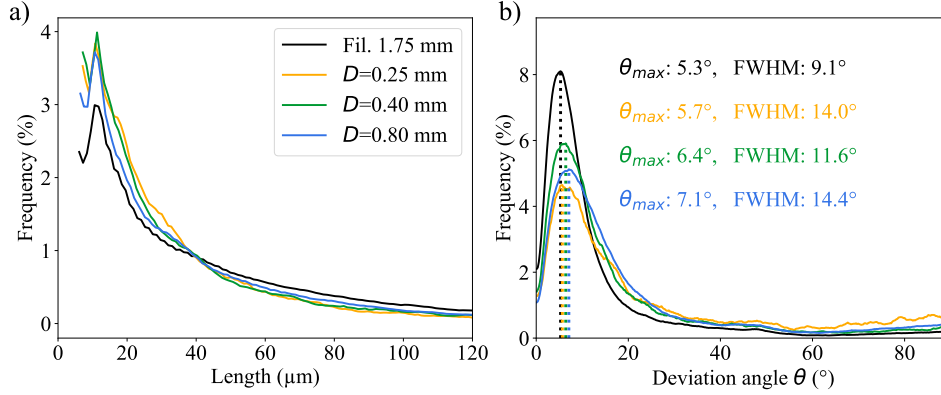 a)
Frequency (%)
4
3
2
1
0
0 20 40 60 80 100 120
Length (µm)
Fil. 1.75 mm
D=0.25 mm
D=0.40 mm
D=0.80 mm
b)
Frequency (%)
8
6
4
2
0
0 20 40 60 80
Deviation angle θ (°)
θmax: 5.3°, FWHM: 9.1°
θmax: 5.7°, FWHM: 14.0°
θmax: 6.4°, FWHM: 11.6°
θmax: 7.1°, FWHM: 14.4°